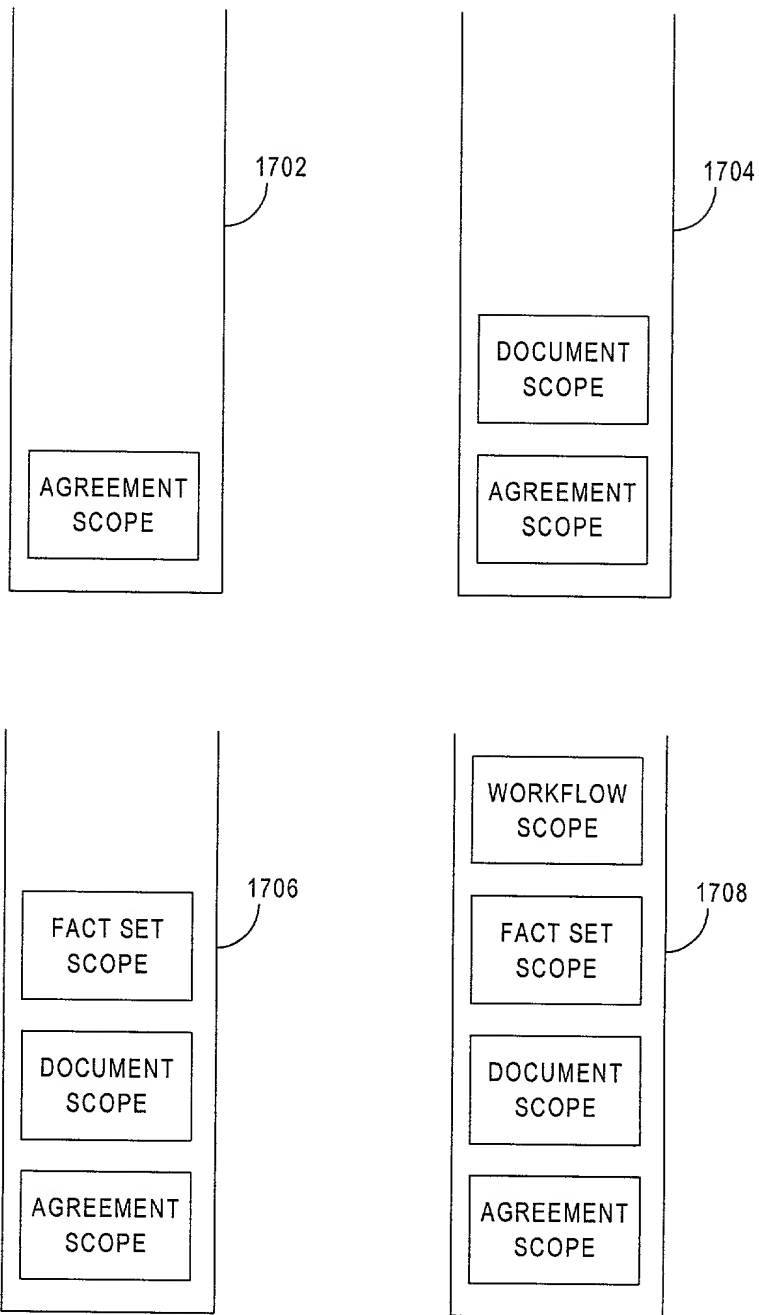 1702
AGREEMENT
SCOPE
1704
DOCUMENT
SCOPE
AGREEMENT
SCOPE
1706
FACT SET
SCOPE
DOCUMENT
SCOPE
AGREEMENT
SCOPE
1708
WORKFLOW
SCOPE
FACT SET
SCOPE
DOCUMENT
SCOPE
AGREEMENT
SCOPE